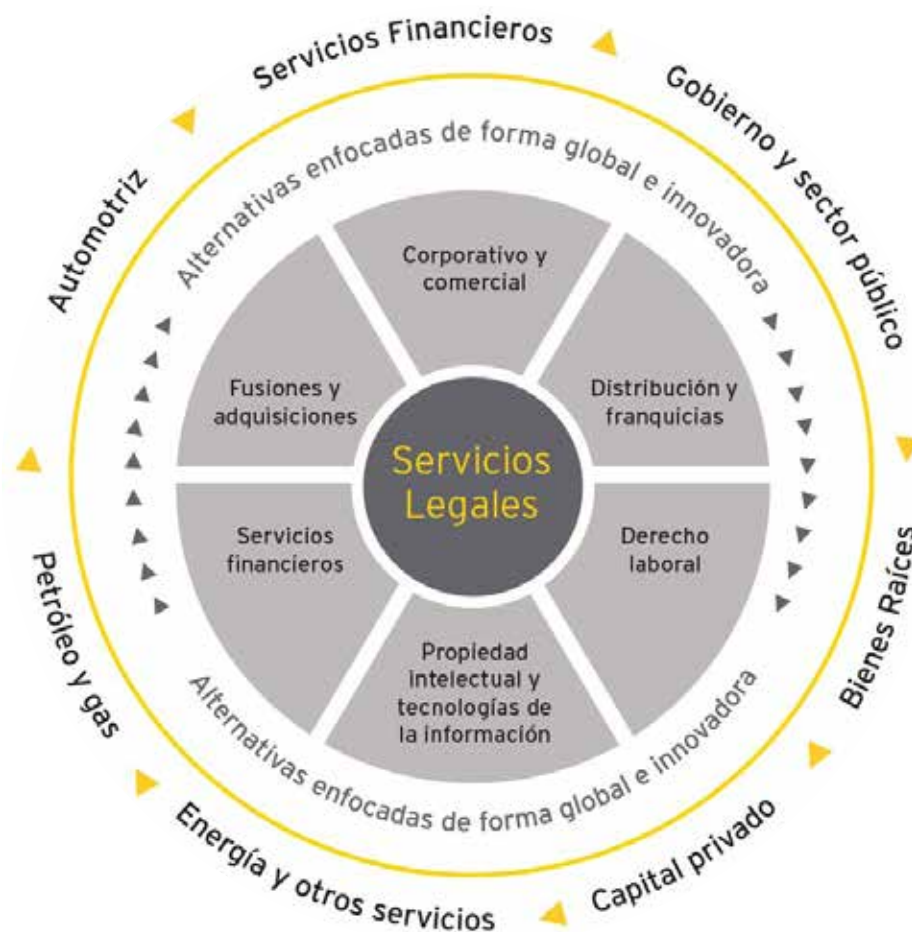 Servicios Financieros
Gobierno y sector público
Bienes Raíces
Capital privado
Energía y otros servicios
Petróleo y gas
Automotriz
Alternativas enfocadas de forma global e innovadora
Corporativo y
comercial
Distribución y
franquicias
Derecho
laboral
Propiedad
intelectual y
tecnologías de
la información
Servicios
financieros
Fusiones y
adquisiciones
Servicios
Legales
Alternativas enfocadas de forma global e innovadora